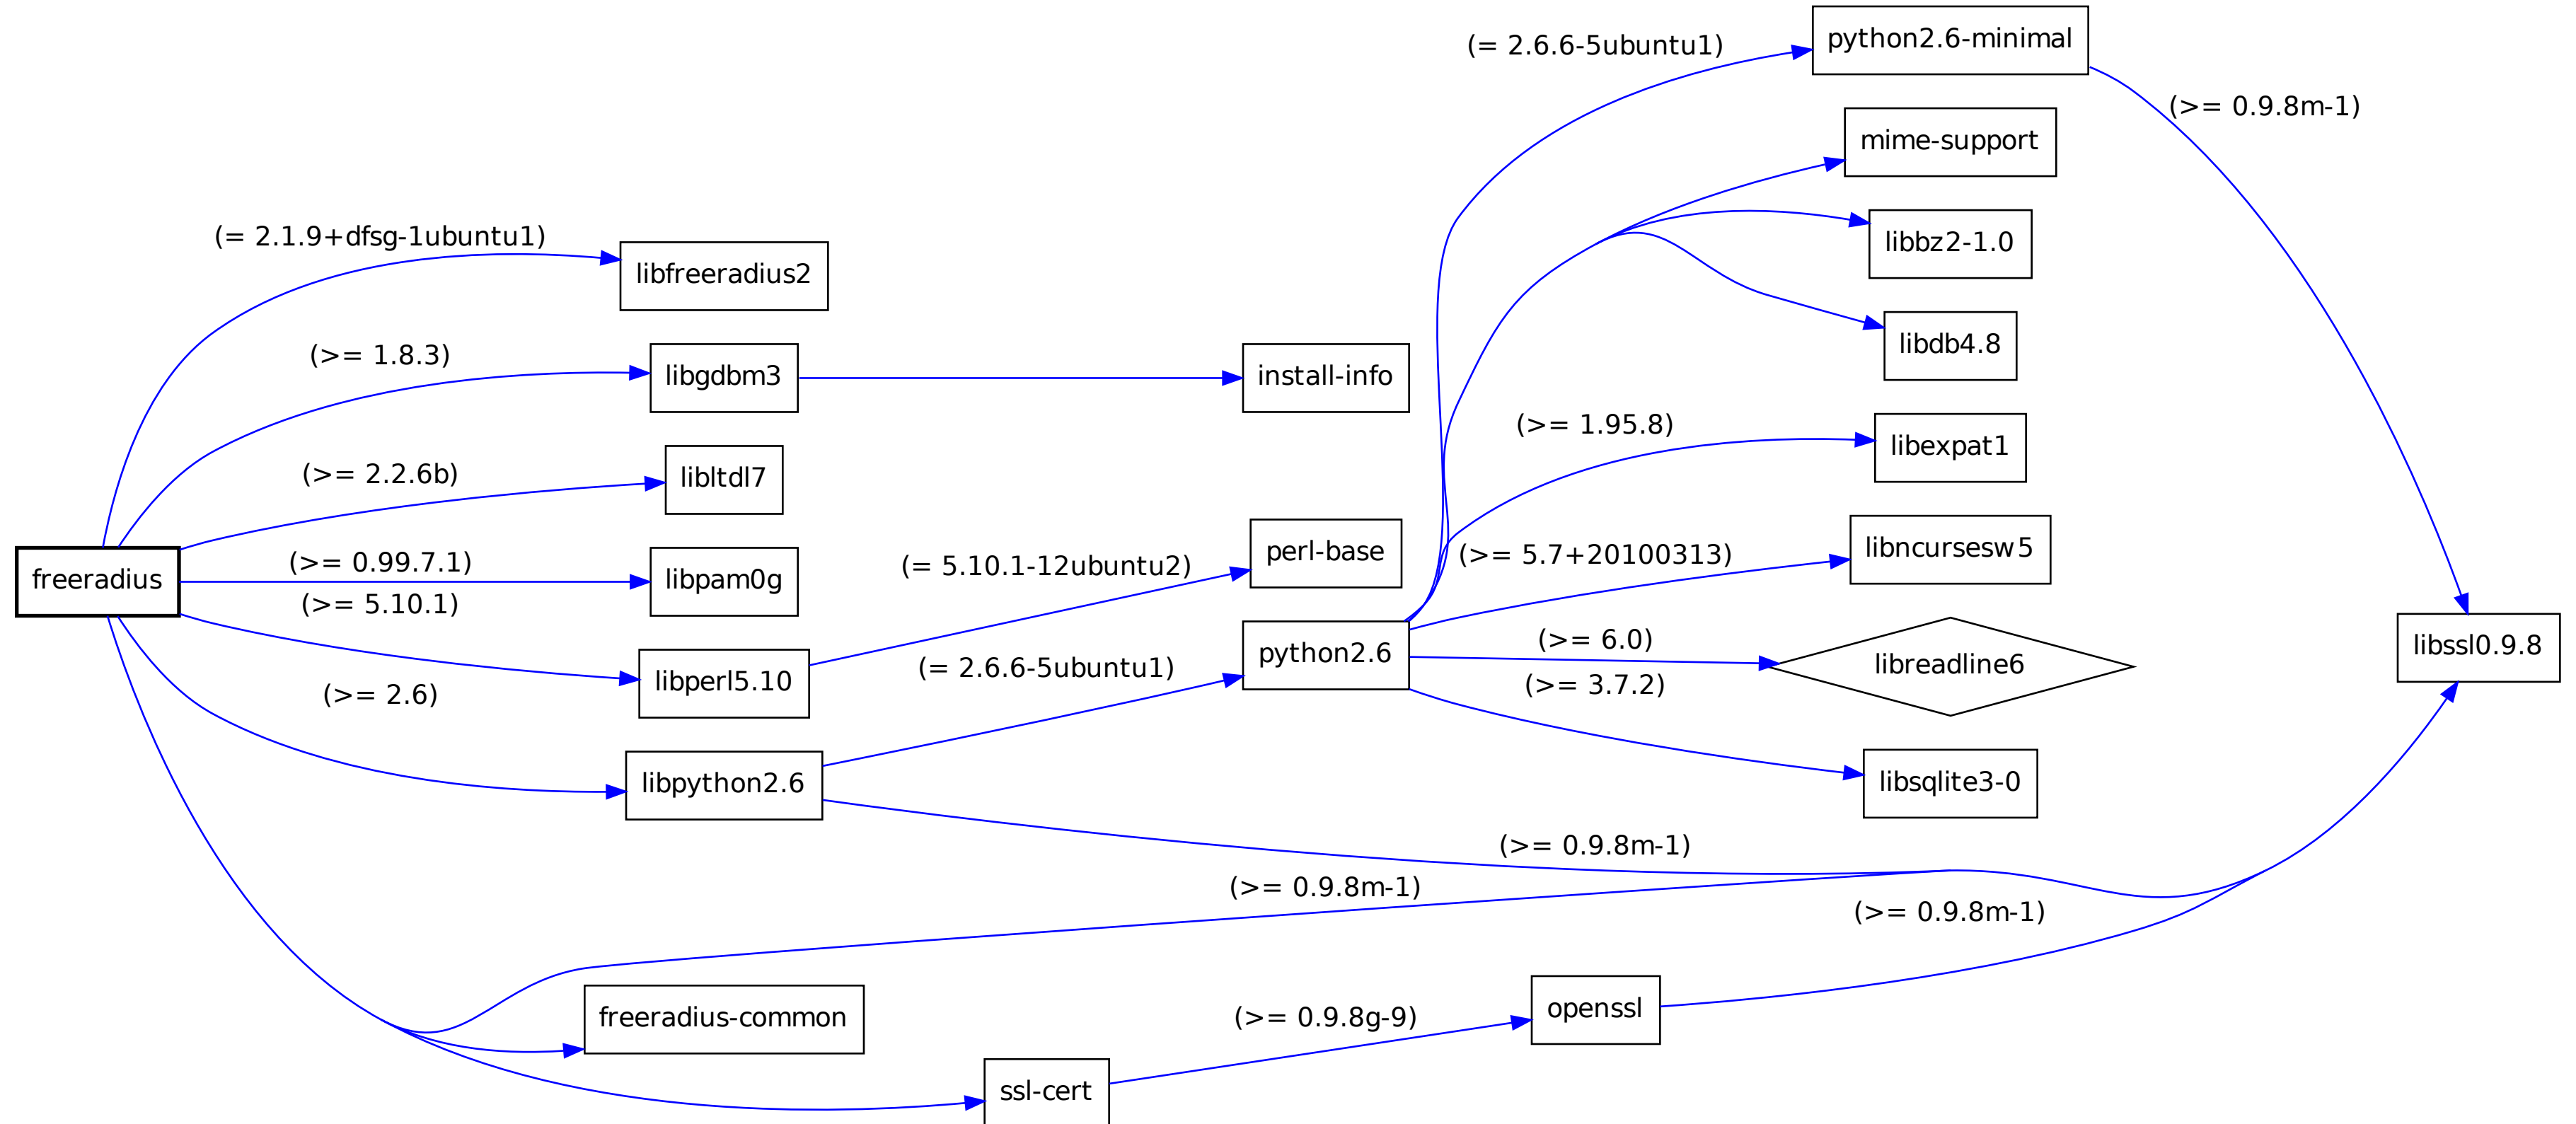 (= 2.6.6-5ubuntu1)
python2.6-minimal
(>= 0.9.8m-1)
mime-support
(= 2.1.9+dfsg-1ubuntu1)
libfreeradius2
libbz2-1.0
(>= 1.8.3)
libgdbm3
install-info
libdb4.8
(>= 2.2.6b)
libltdl7
(>= 1.95.8)
libexpat1
freeradius
(>= 0.99.7.1)
libpam0g
(= 5.10.1-12ubuntu2)
perl-base
(>= 5.7+20100313)
libncursesw5
(>= 5.10.1)
libperl5.10
(= 2.6.6-5ubuntu1)
python2.6
(>= 6.0)
libreadline6
libssl0.9.8
(>= 2.6)
libpython2.6
(>= 3.7.2)
libsqlite3-0
(>= 0.9.8m-1)
(>= 0.9.8m-1)
(>= 0.9.8m-1)
freeradius-common
(>= 0.9.8g-9)
openssl
ssl-cert